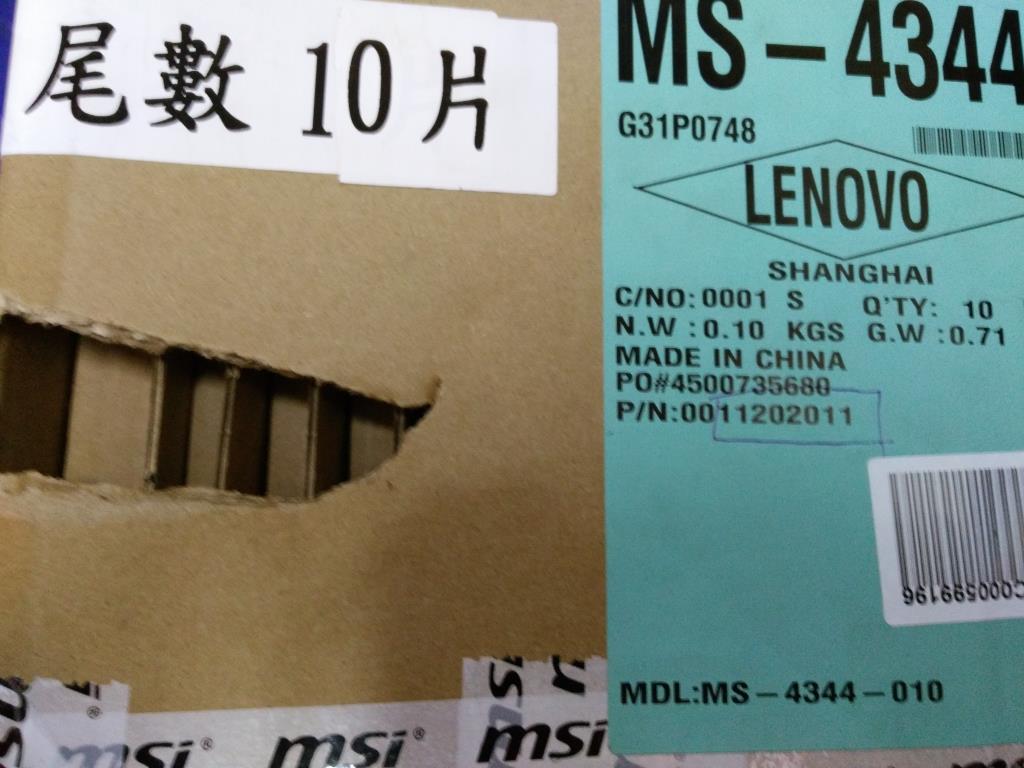 尾數 10片
MS-4344
G31P0748
LENOVO
SHANGHAI
C/NO:0001 S Q'TY: 10
N.W :0.10 KGS G.W :0.71
MADE IN CHINA
PO#4500735680
P/N:0011202011
C000599196
MDL:MS-4344-010
msi® msi® msi